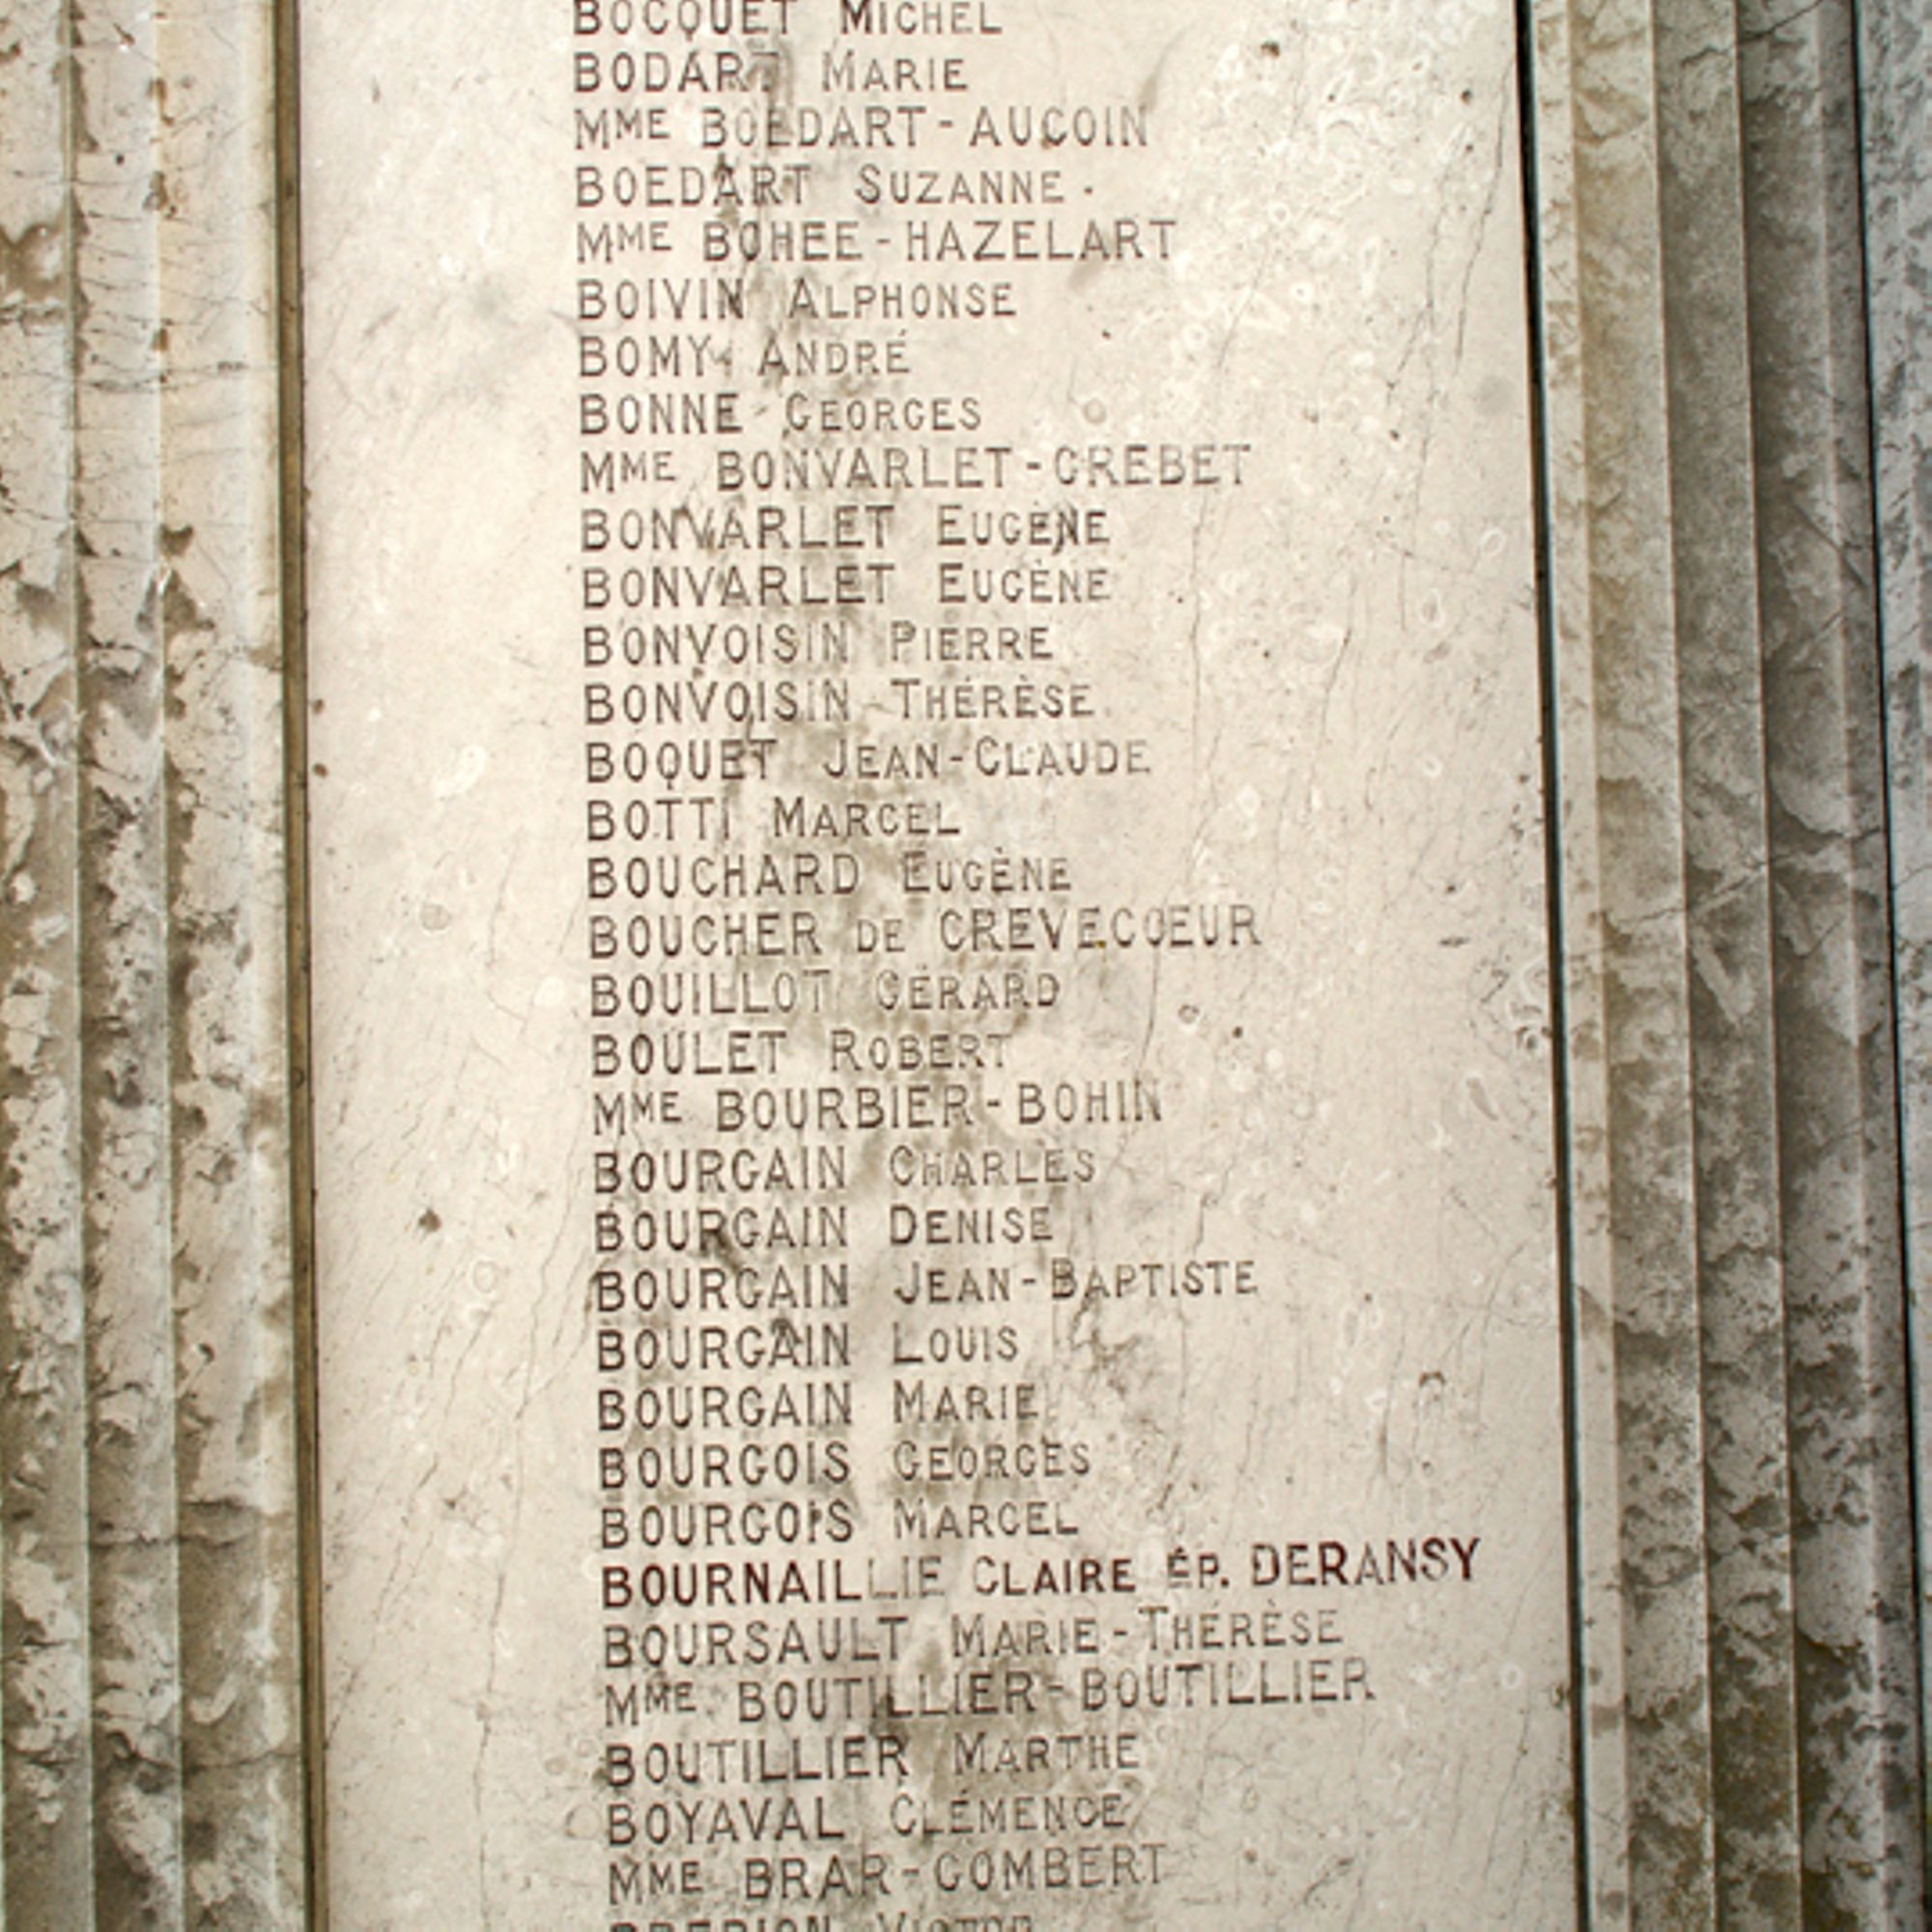 BOCQUET MICHEL
BODART MARIE
MME BOEDART-AUCOIN
BOEDART SUZANNE.
MME BOHEE-HAZELART
BOIVIN ALPHONSE
BOMY ANDRÉ
BONNE GEORGES
MME BONVARLET-CREBET
BONVARLET EUGÈNE
BONVARLET EUGÈNE
BONVOISIN PIERRE
BONVOISIN THÉRÈSE
BOQUET JEAN-CLAUDE
BOTTI MARCEL
BOUCHARD EUGÈNE
BOUCHER DE CREVECŒUR
BOUILLOT GÉRARD
BOULET ROBERT
MME BOURBIER-BOHIN
BOURGAIN CHARLES
BOURGAIN DENISE
BOURGAIN JEAN-BAPTISTE
BOURGAIN LOUIS
BOURGAIN MARIE
BOURGOIS GEORGES
BOURGOIS MARCEL
BOURNAILLIE CLAIRE ÉP. DERANSY
BOURSAULT MARIE-THÉRÈSE
MME BOUTILLIER-BOUTILLIER
BOUTILLIER MARTHE
BOYAVAL CLÉMENCE
MME BRAR-GOMBERT
VICTOR